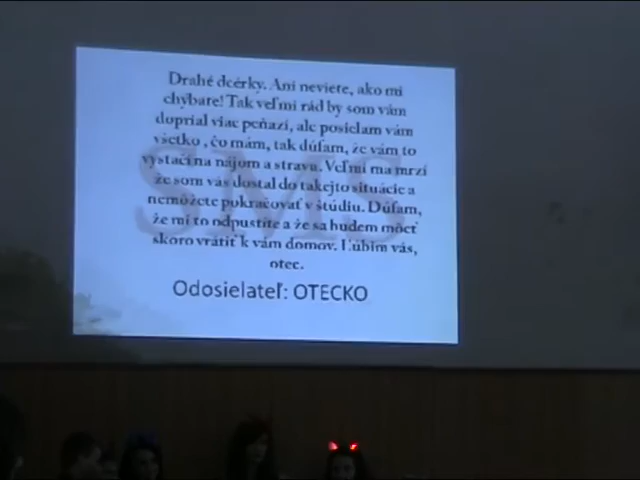 Drahé dcérky. Ani neviete, ako mi
chýbate! Tak veľmi rád by som vám
doprial viac peňazí, ale posielam vám
všetko , čo mám, tak dúfam, že vám to
vystačí na nájom a stravu. Veľmi ma mrzí
že som vás dostal do takejto situácie a
nemôžete pokračovať v štúdiu. Dúfam,
že mi to odpustíte a že sa budem môcť
skoro vrátiť k vám domov. Ľúbim vás,
otec.
Odosielateľ: OTECKO
SMS